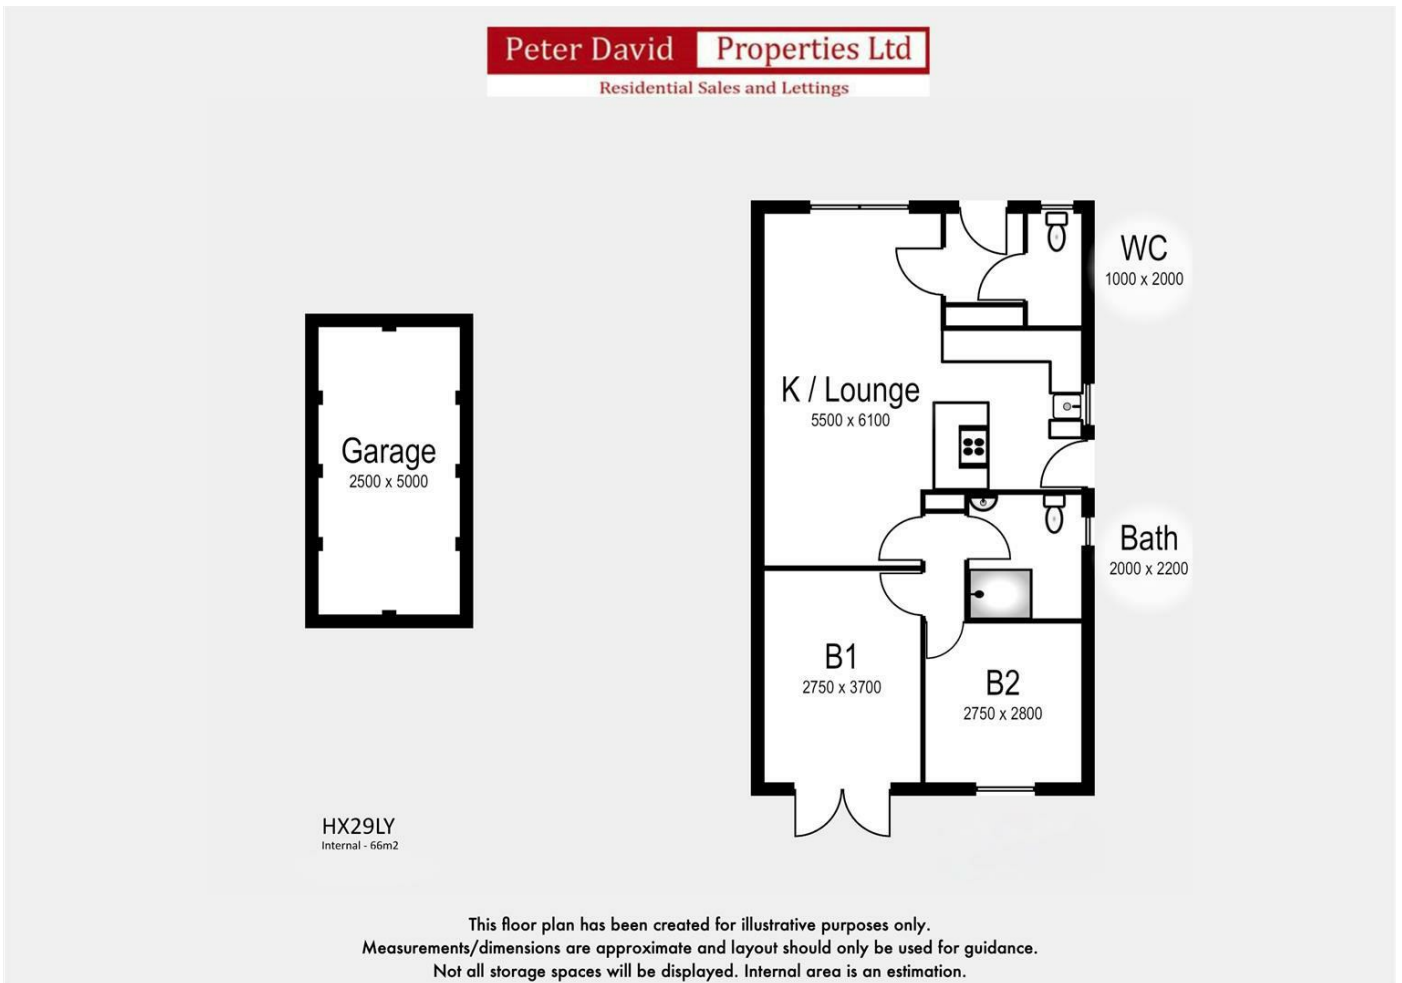 Peter David Properties Ltd
Residential Sales and Lettings
WC
1000 x 2000
K / Lounge
5500 x 6100
Garage
2500 x 5000
Bath
2000 x 2200
B1
2750 x 3700
B2
2750 x 2800
HX29LY
Internal - 66m2
This floor plan has been created for illustrative purposes only.
Measurements/dimensions are approximate and layout should only be used for guidance.
Not all storage spaces will be displayed. Internal area is an estimation.